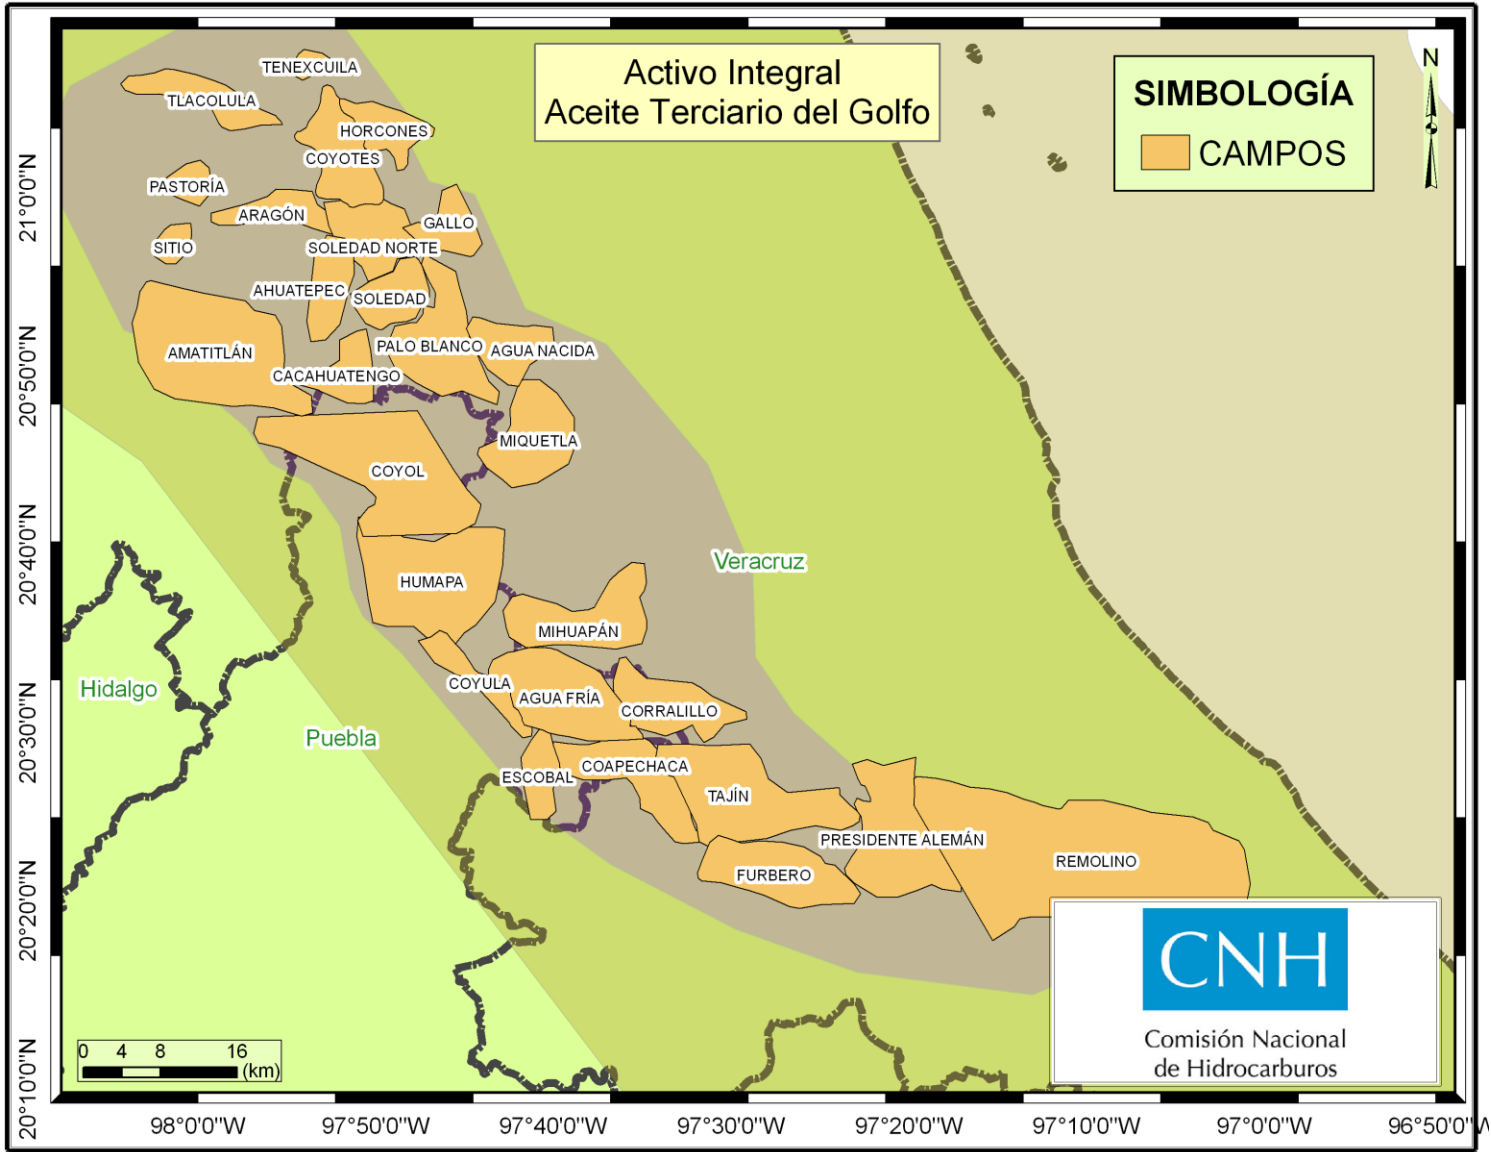 Activo Integral
Aceite Terciario del Golfo
SIMBOLOGÍA
CAMPOS
N
TENEXCUILA
TLACOLULA
HORCONES
COYOTES
PASTORÍA
ARAGÓN
GALLO
SITIO
SOLEDAD NORTE
AHUATEPEC
SOLEDAD
AMATITLÁN
PALO BLANCO
AGUA NACIDA
CACAHUATENGO
MIQUETLA
COYOL
Veracruz
HUMAPA
MIHUAPÁN
Hidalgo
COYULA
AGUA FRÍA
CORRALILLO
Puebla
COAPECHACA
ESCOBAL
TAJÍN
PRESIDENTE ALEMÁN
REMOLINO
FURBERO
CNH
Comisión Nacional
de Hidrocarburos
0 4 8 16
(km)
21°0'0"N
20°50'0"N
20°40'0"N
20°30'0"N
20°20'0"N
20°10'0"N
98°0'0"W 97°50'0"W 97°40'0"W 97°30'0"W 97°20'0"W 97°10'0"W 97°0'0"W 96°50'0"W